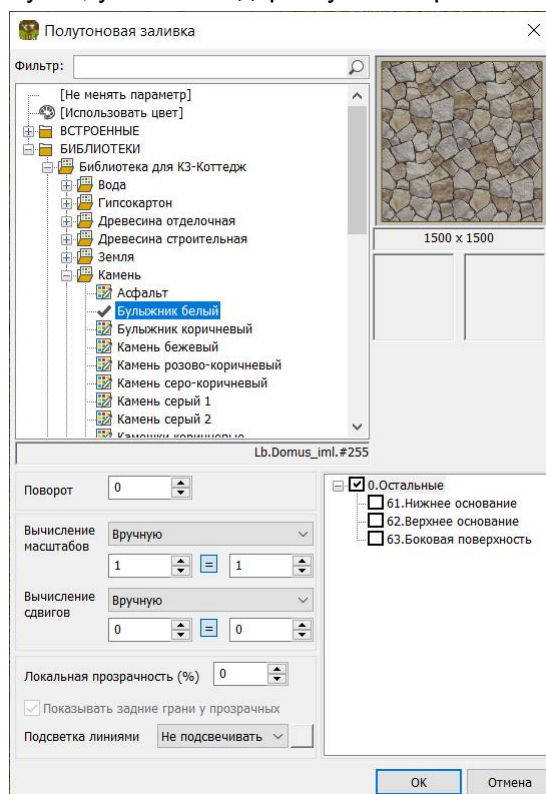 Полутоновая заливка
Фильтр:
[Не менять параметр]
[Использовать цвет]
ВСТРОЕННЫЕ
БИБЛИОТЕКИ
Библиотека для К3-Коттедж
Вода
Гипсокартон
Древесина отделочная
Древесина строительная
Земля
Камень
Асфальт
Булыжник белый
Булыжник коричневый
Камень бежевый
Камень розово-коричневый
Камень серо-коричневый
Камень серый 1
Камень серый 2
Камешки коричневые
1500 x 1500
Lb.Domus_iml.#255
Поворот 0
Вычисление масштабов Вручную
1 = 1
Вычисление сдвигов Вручную
0 = 0
Локальная прозрачность (%) 0
Показывать задние грани у прозрачных
Подсветка линиями Не подсвечивать
0.Остальные
61.Нижнее основание
62.Верхнее основание
63.Боковая поверхность
ОК Отмена